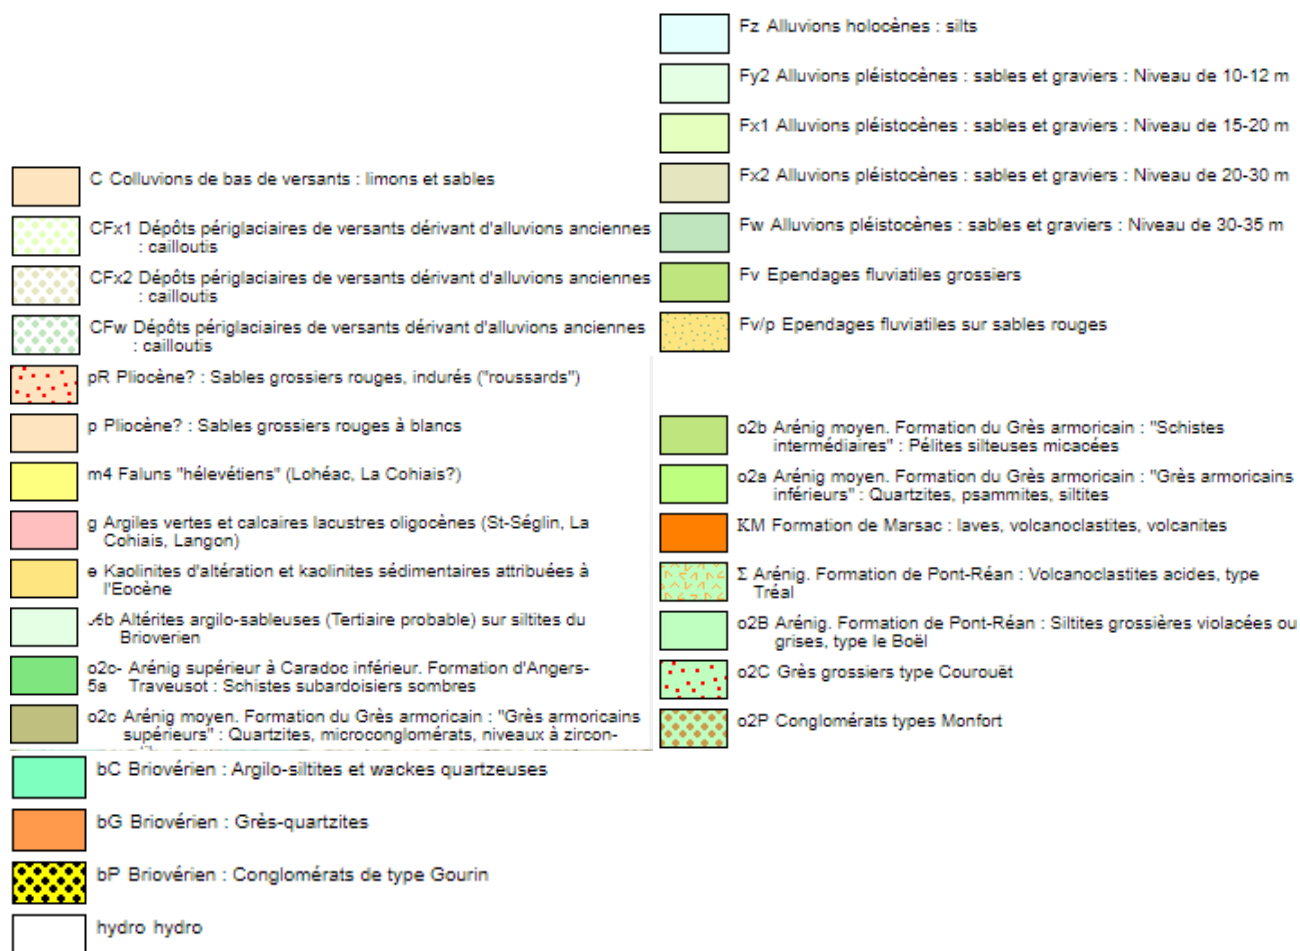 Fz Alluvions holocènes : silts
Fy2 Alluvions pléistocènes : sables et graviers : Niveau de 10-12 m
Fx1 Alluvions pléistocènes : sables et graviers : Niveau de 15-20 m
Fx2 Alluvions pléistocènes : sables et graviers : Niveau de 20-30 m
Fw Alluvions pléistocènes : sables et graviers : Niveau de 30-35 m
Fv Ependages fluviatiles grossiers
Fv/p Ependages fluviatiles sur sables rouges
C Colluvions de bas de versants : limons et sables
CFx1 Dépôts périglaciaires de versants dérivant d'alluvions anciennes
: cailloutis
CFx2 Dépôts périglaciaires de versants dérivant d'alluvions anciennes
: cailloutis
CFw Dépôts périglaciaires de versants dérivant d'alluvions anciennes
: cailloutis
pR Pliocène? : Sables grossiers rouges, indurés ("roussards")
p Pliocène? : Sables grossiers rouges à blancs
m4 Faluns "hélevétiens" (Lohéac, La Cohiais?)
g Argiles vertes et calcaires lacustres oligocènes (St-Séglin, La
Cohiais, Langon)
e Kaolinites d'altération et kaolinites sédimentaires attribuées à
l'Eocène
b Altérites argilo-sableuses (Tertiaire probable) sur siltites du
Brioverien
o2c- Arénig supérieur à Caradoc inférieur. Formation d'Angers-
5a Traveusot : Schistes subardoisiers sombres
o2c Arénig moyen. Formation du Grès armoricain : "Grès armoricains
supérieurs" : Quartzites, microconglomérats, niveaux à zircon-
o2b Arénig moyen. Formation du Grès armoricain : "Schistes
intermédiaires" : Pélites silteuses micacées
o2a Arénig moyen. Formation du Grès armoricain : "Grès armoricains
inférieurs" : Quartzites, psammites, siltites
KM Formation de Marsac : laves, volcanoclastites, volcanites
Σ Arénig. Formation de Pont-Réan : Volcanoclastites acides, type
Tréal
o2B Arénig. Formation de Pont-Réan : Siltites grossières violacées ou
grises, type le Boël
o2C Grès grossiers type Courouët
o2P Conglomérats types Monfort
bC Briovérien : Argilo-siltites et wackes quartzeuses
bG Briovérien : Grès-quartzites
bP Briovérien : Conglomérats de type Gourin
hydro hydro